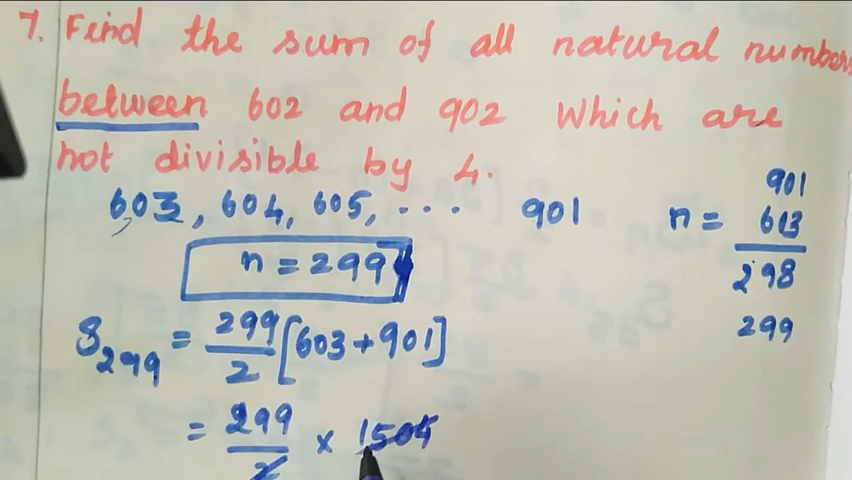 7. Find the sum of all natural numbers
between 602 and 902 which are
not divisible by 4.
603, 604, 605, ... 901
n = 299
S299 = 299/2 [603+901]
= 299/2 × 1504
901
n = 603
298
299